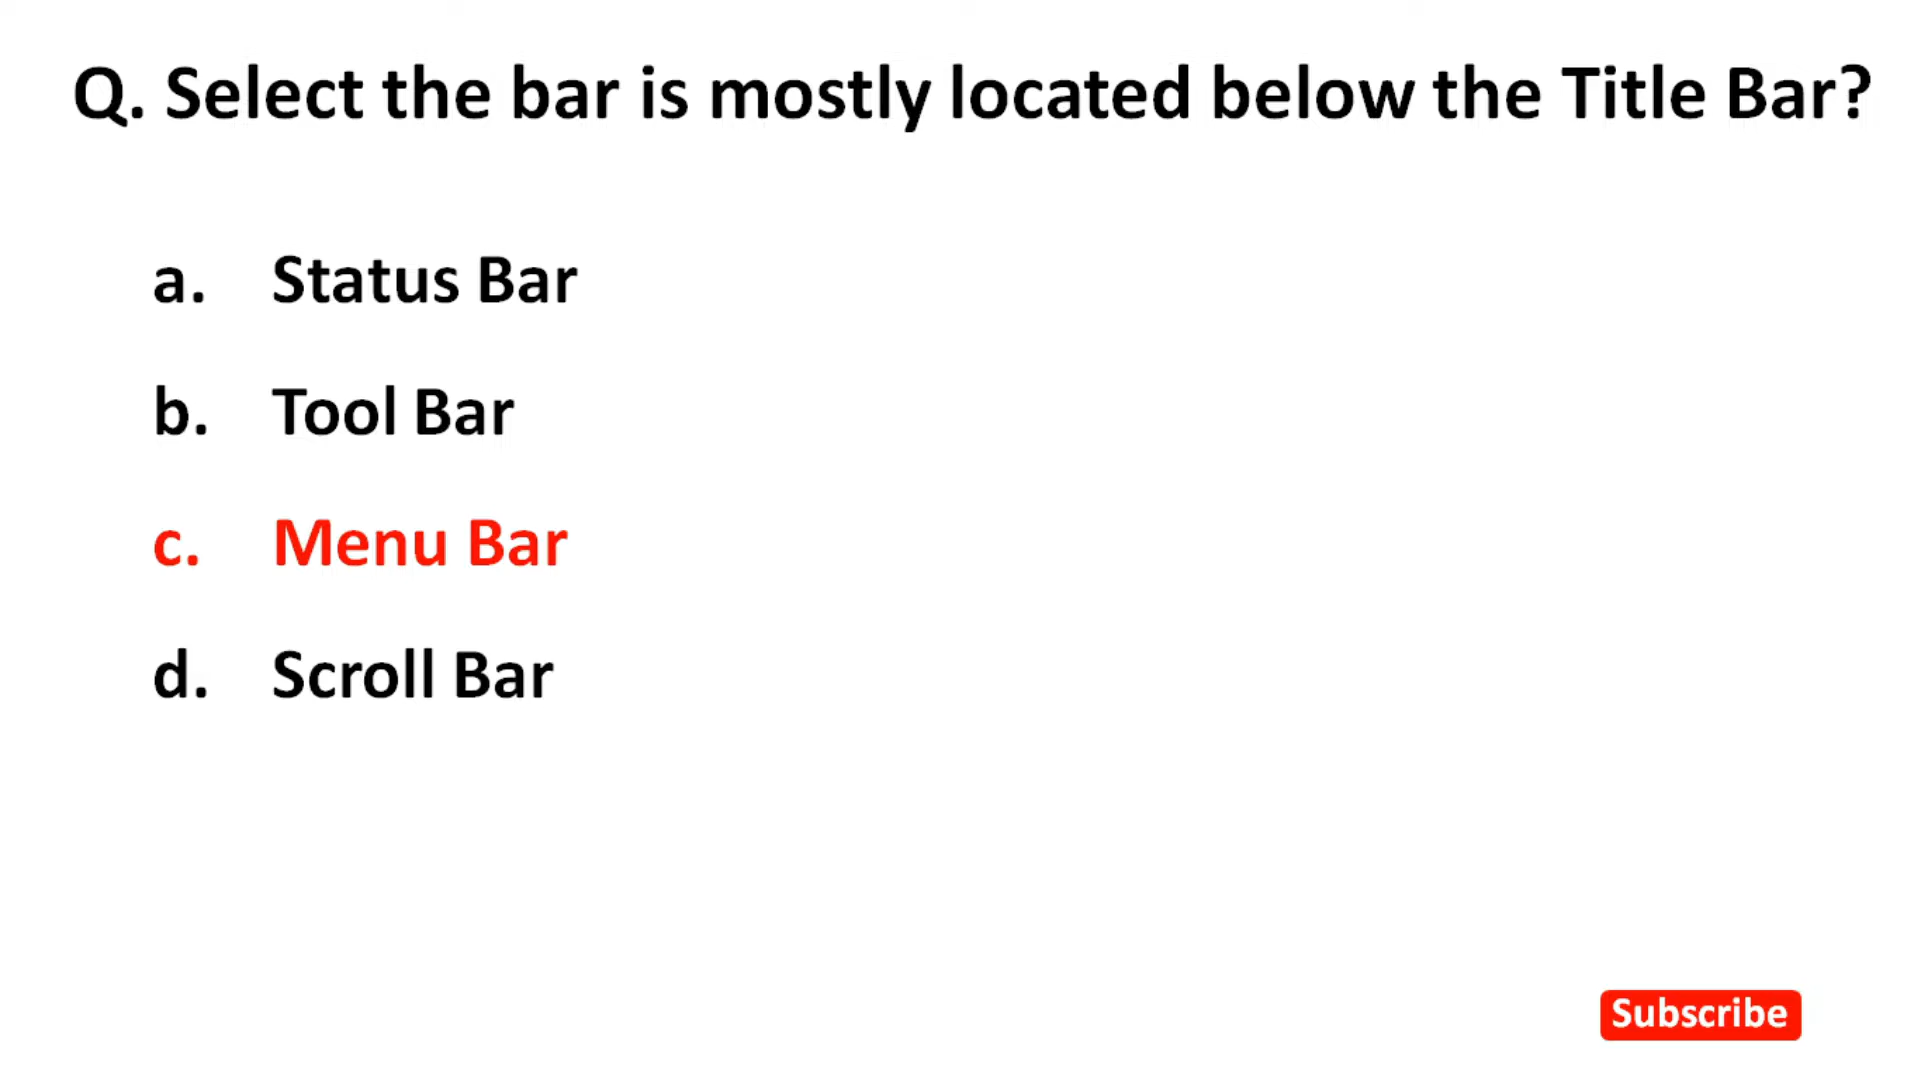 Q. Select the bar is mostly located below the Title Bar?
a. Status Bar
b. Tool Bar
c. Menu Bar
d. Scroll Bar
Subscribe